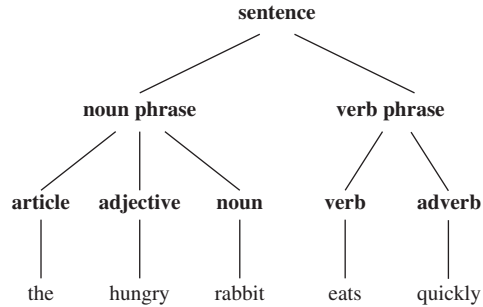 sentence
noun phrase verb phrase
article adjective noun verb adverb
the hungry rabbit eats quickly